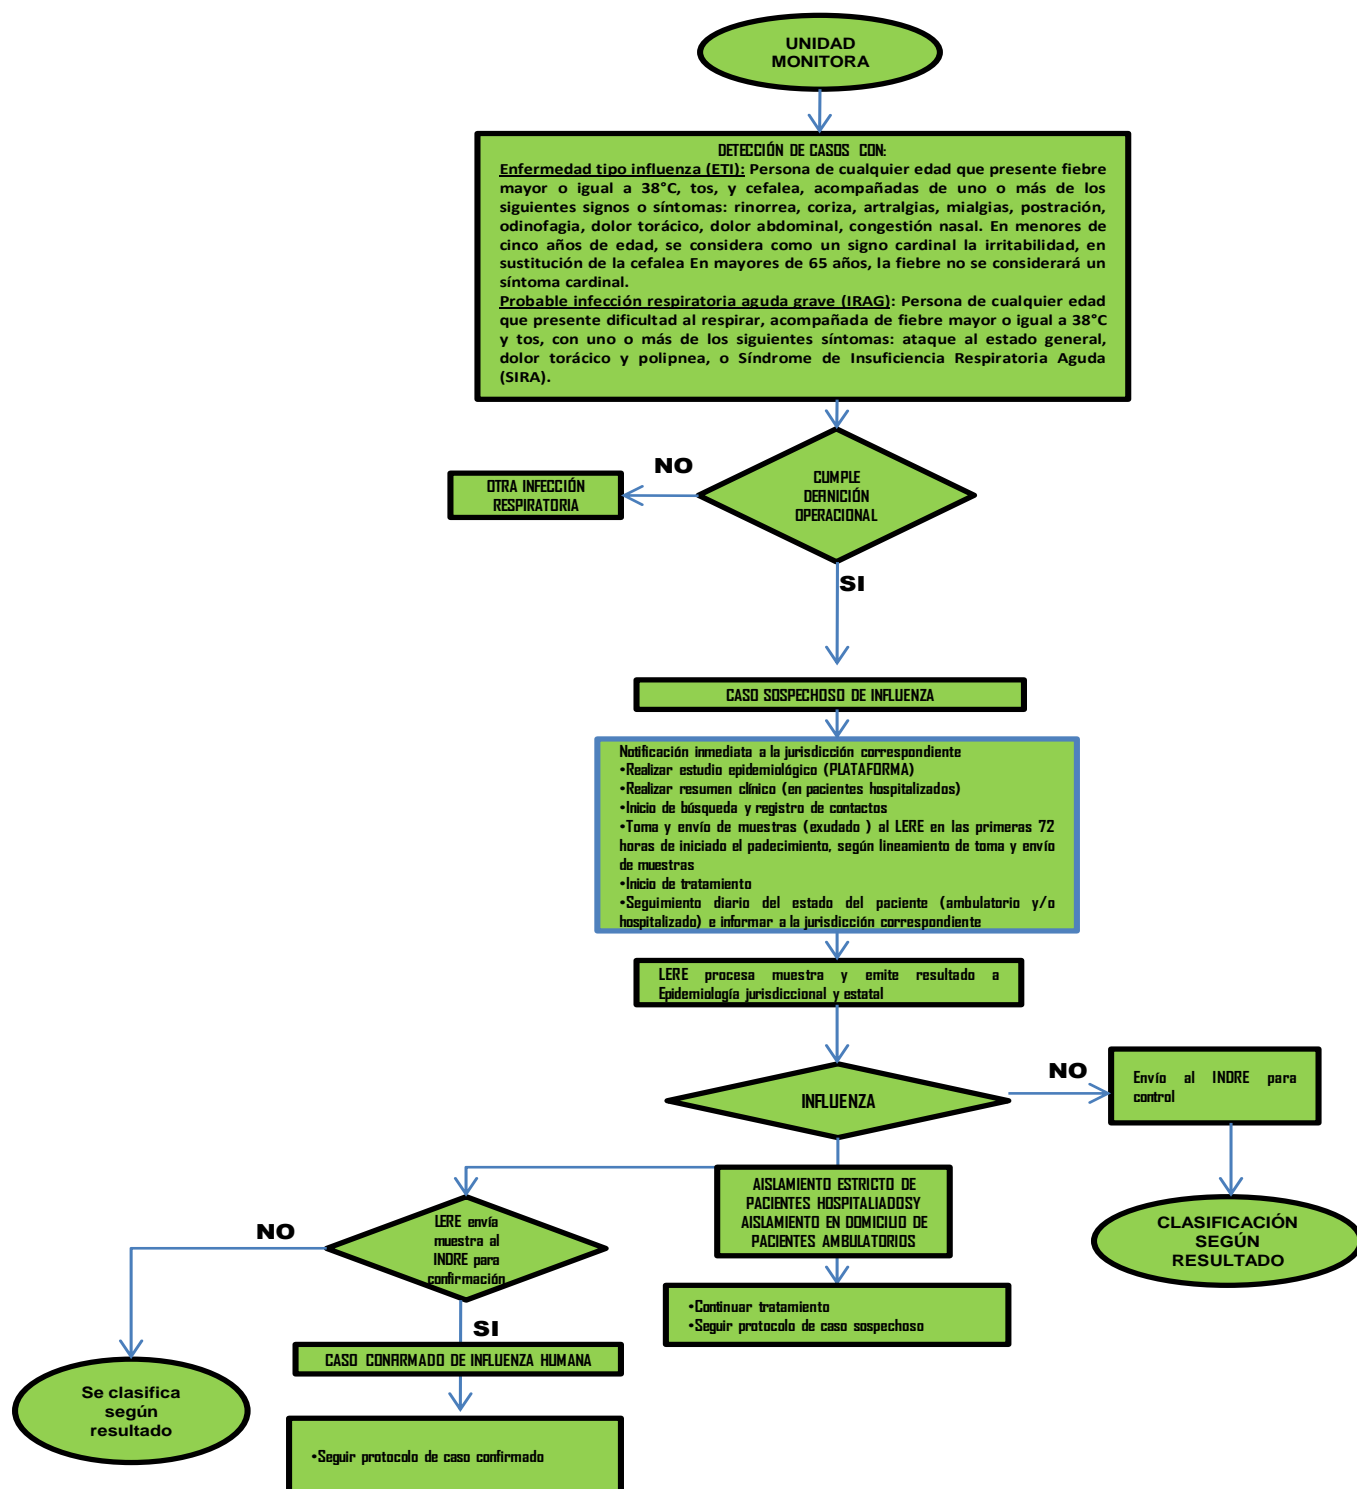 UNIDAD
MONITORA
DETECCIÓN DE CASOS CON:
Enfermedad tipo influenza (ETI): Persona de cualquier edad que presente fiebre
mayor o igual a 38°C, tos, y cefalea, acompañadas de uno o más de los
siguientes signos o síntomas: rinorrea, coriza, artralgias, mialgias, postración,
odinofagia, dolor torácico, dolor abdominal, congestión nasal. En menores de
cinco años de edad, se considera como un signo cardinal la irritabilidad, en
sustitución de la cefalea En mayores de 65 años, la fiebre no se considerará un
síntoma cardinal.
Probable infección respiratoria aguda grave (IRAG): Persona de cualquier edad
que presente dificultad al respirar, acompañada de fiebre mayor o igual a 38°C
y tos, con uno o más de los siguientes síntomas: ataque al estado general,
dolor torácico y polipnea, o Síndrome de Insuficiencia Respiratoria Aguda
(SIRA).
NO
OTRA INFECCIÓN
RESPIRATORIA
CUMPLE
DEFINICIÓN
OPERACIONAL
SI
CASO SOSPECHOSO DE INFLUENZA
Notificación inmediata a la jurisdicción correspondiente
•Realizar estudio epidemiológico (PLATAFORMA)
•Realizar resumen clínico (en pacientes hospitalizados)
•Inicio de búsqueda y registro de contactos
•Toma y envío de muestras (exudado ) al LERE en las primeras 72
horas de iniciado el padecimiento, según lineamiento de toma y envío
de muestras
•Inicio de tratamiento
•Seguimiento diario del estado del paciente (ambulatorio y/o
hospitalizado) e informar a la jurisdicción correspondiente
LERE procesa muestra y emite resultado a
Epidemiología jurisdiccional y estatal
INFLUENZA
NO
Envío al INDRE para
control
CLASIFICACIÓN
SEGÚN
RESULTADO
AISLAMIENTO ESTRICTO DE
PACIENTES HOSPITALIADOSY
AISLAMIENTO EN DOMICILIO DE
PACIENTES AMBULATORIOS
•Continuar tratamiento
•Seguir protocolo de caso sospechoso
LERE envía
muestra al
INDRE para
confirmación
NO
Se clasifica
según
resultado
SI
CASO CONFIRMADO DE INFLUENZA HUMANA
•Seguir protocolo de caso confirmado